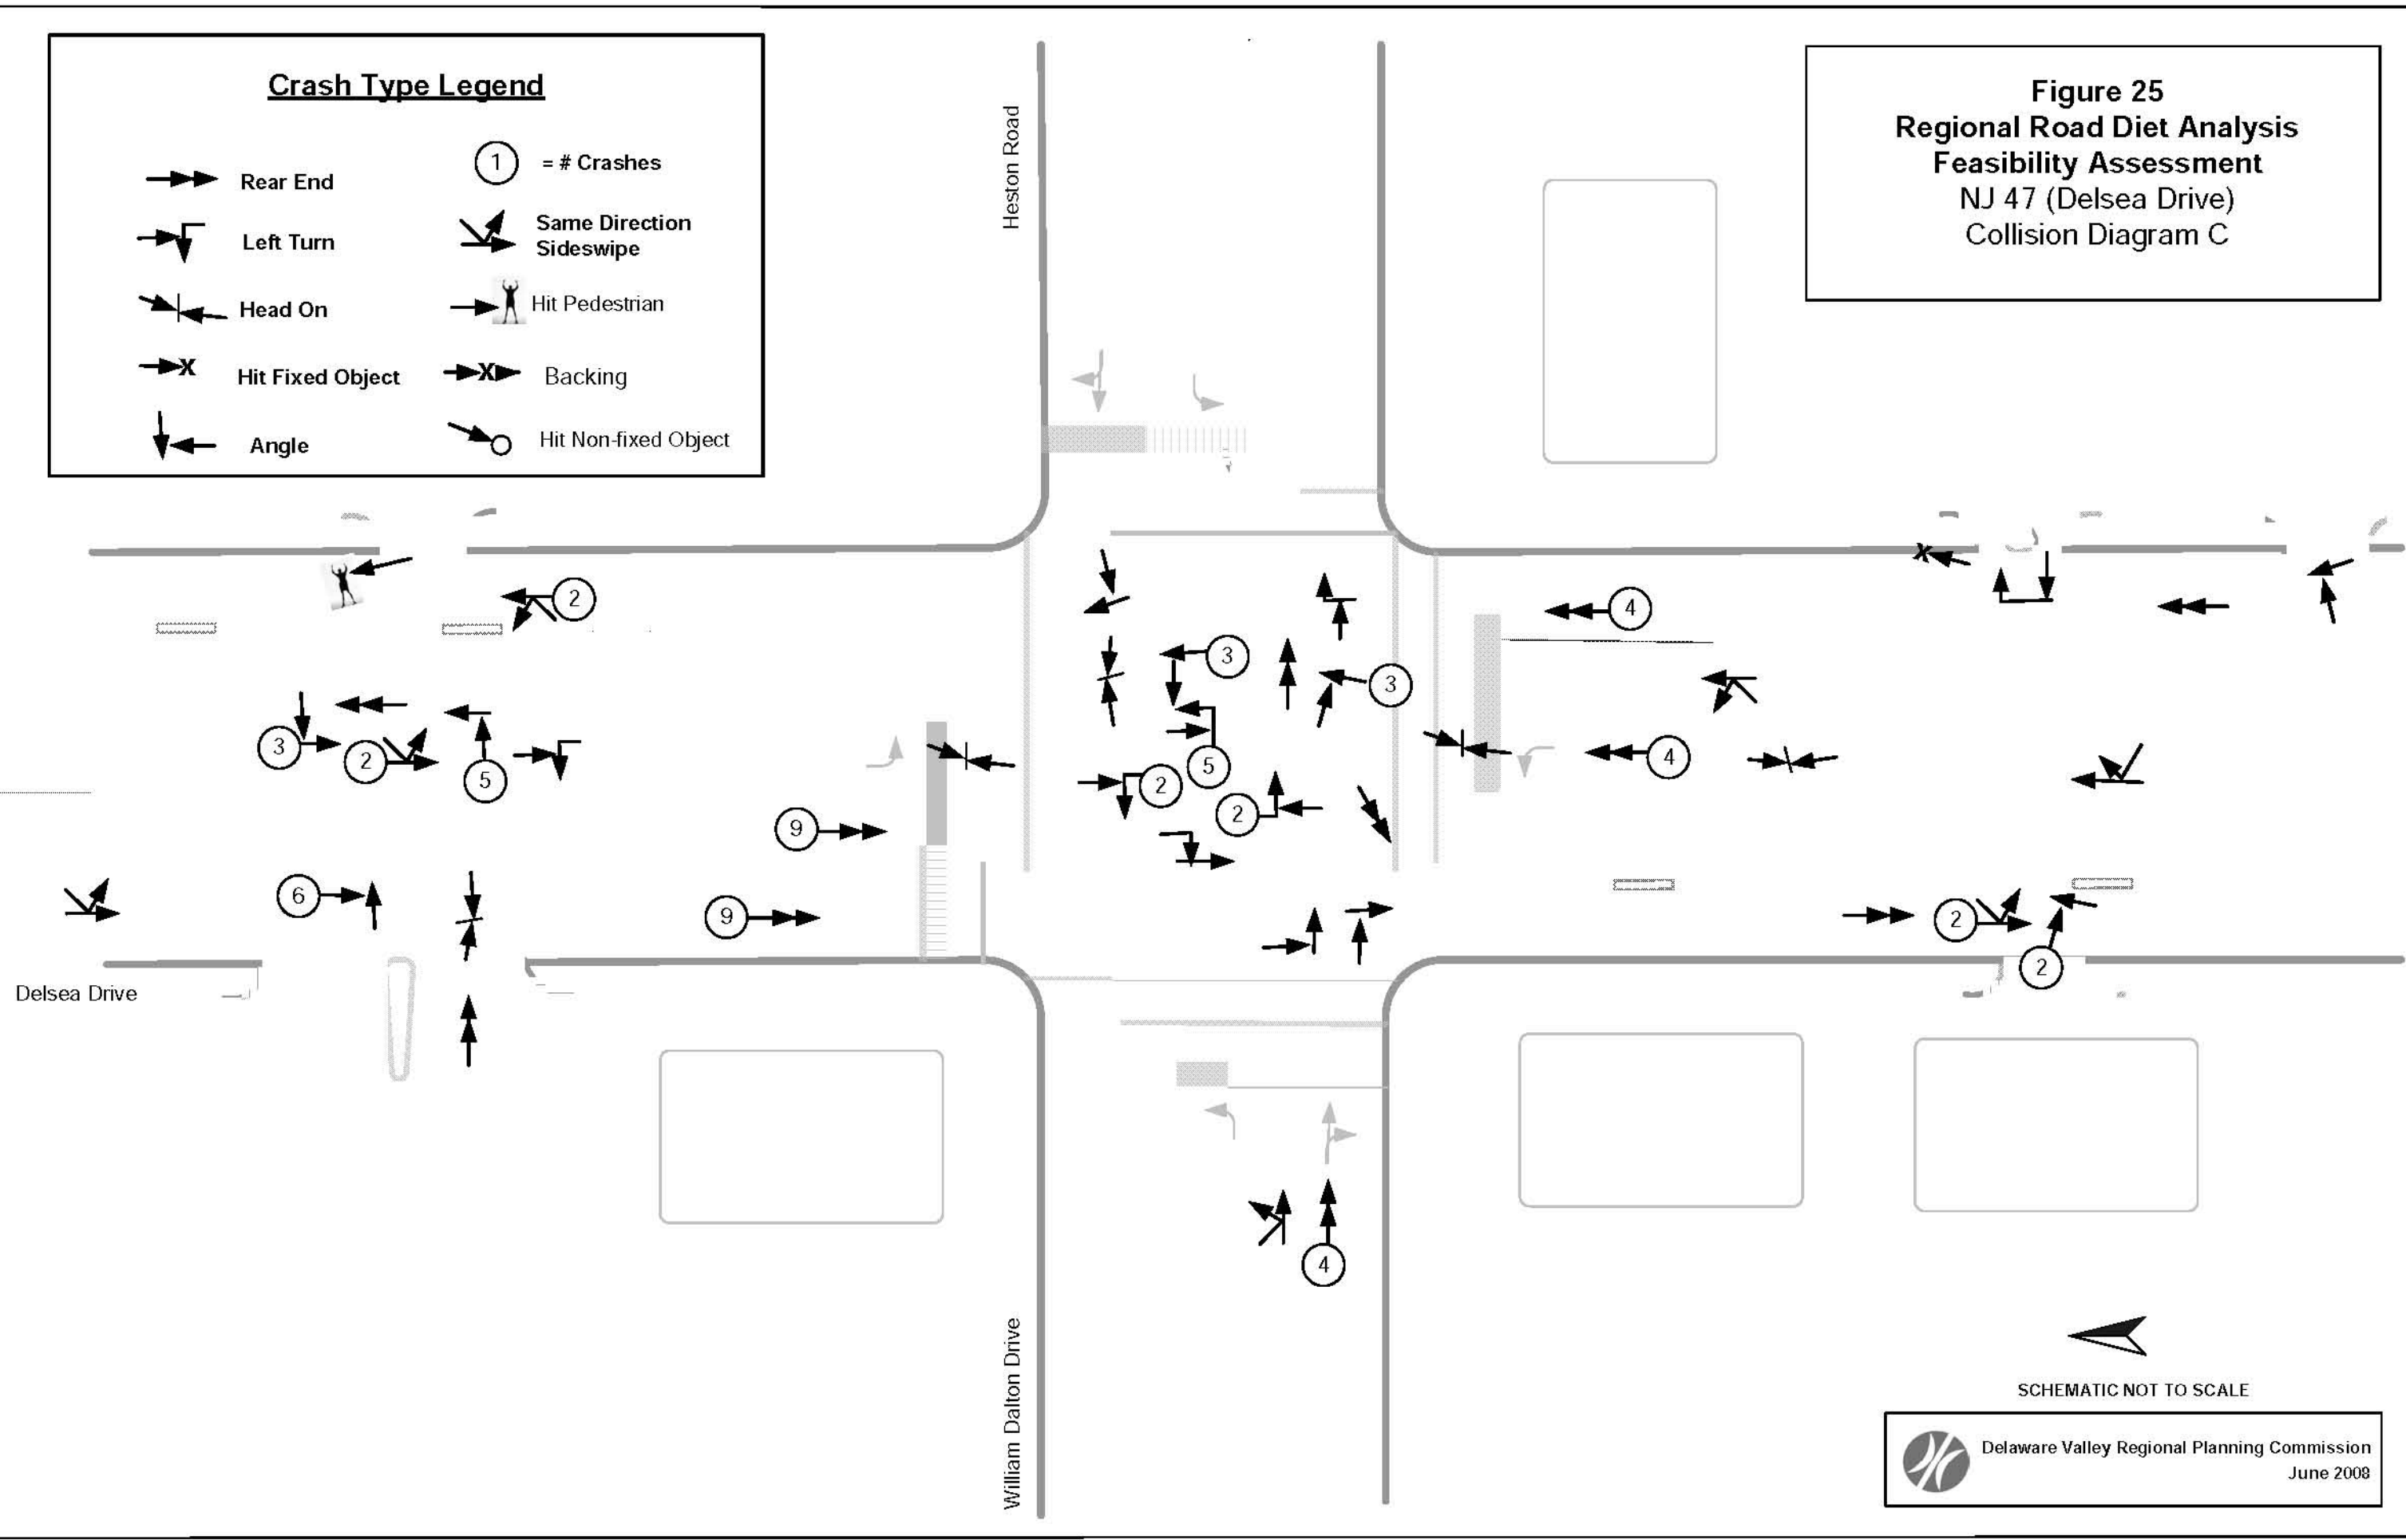 Crash Type Legend
Rear End
1 = # Crashes
Left Turn
Same Direction
Sideswipe
Head On
Hit Pedestrian
X
Hit Fixed Object
X
Backing
Angle
Hit Non-fixed Object
Figure 25
Regional Road Diet Analysis
Feasibility Assessment
NJ 47 (Delsea Drive)
Collision Diagram C
Heston Road
X
2
4
3
3
3
2
5
5
4
2
2
9
6
9
2
2
Delsea Drive
4
William Dalton Drive
SCHEMATIC NOT TO SCALE
Delaware Valley Regional Planning Commission
June 2008